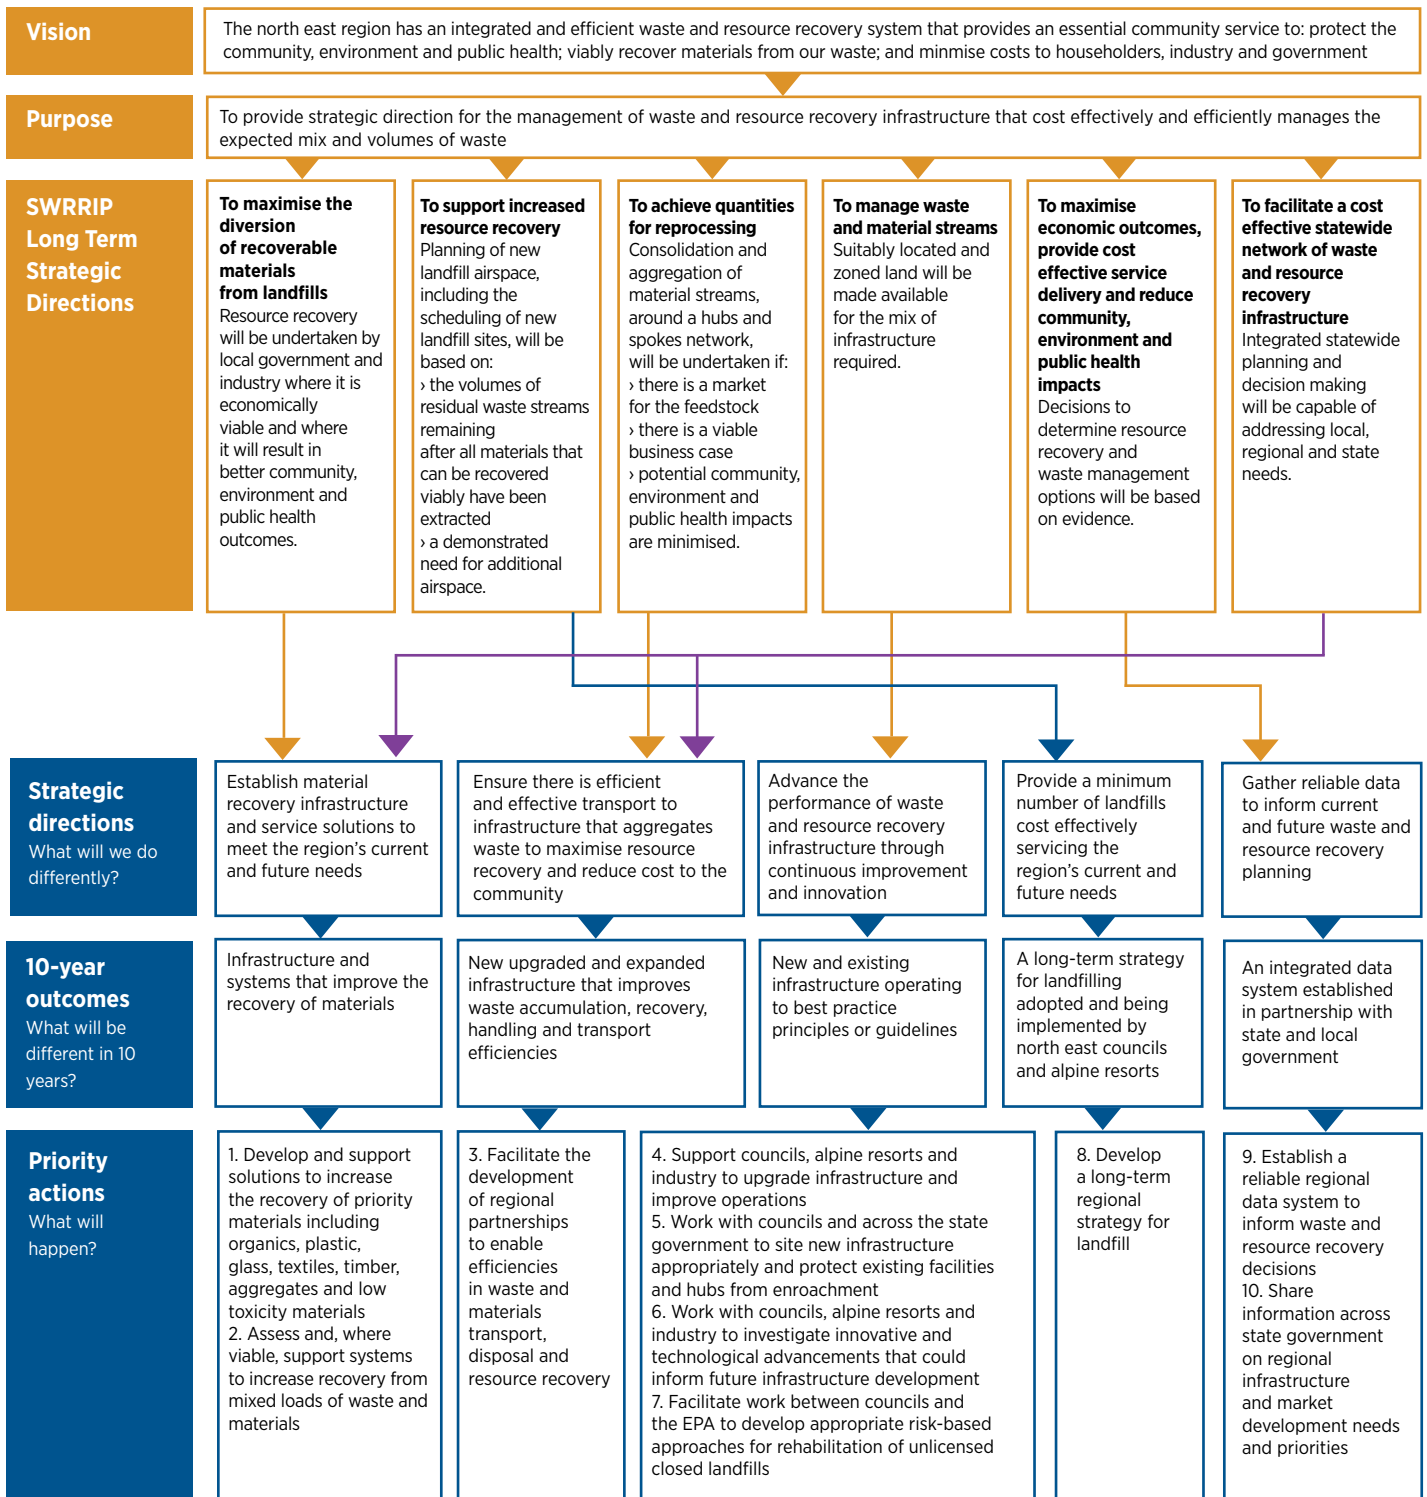 Vision
The north east region has an integrated and efficient waste and resource recovery system that provides an essential community service to: protect the
community, environment and public health; viably recover materials from our waste; and minmise costs to householders, industry and government
Purpose
To provide strategic direction for the management of waste and resource recovery infrastructure that cost effectively and efficiently manages the
expected mix and volumes of waste
SWRRIP
Long Term
Strategic
Directions
To maximise the
diversion
of recoverable
materials
from landfills
Resource recovery
will be undertaken by
local government and
industry where it is
economically
viable and where
it will result in
better community,
environment and
public health
outcomes.
To support increased
resource recovery
Planning of new
landfill airspace,
including the
scheduling of new
landfill sites, will be
based on:
› the volumes of
residual waste streams
remaining
after all materials that
can be recovered
viably have been
extracted
› a demonstrated
need for additional
airspace.
To achieve quantities
for reprocessing
Consolidation and
aggregation of
material streams,
around a hubs and
spokes network,
will be undertaken if:
› there is a market
for the feedstock
› there is a viable
business case
› potential community,
environment and
public health impacts
are minimised.
To manage waste
and material streams
Suitably located and
zoned land will be
made available
for the mix of
infrastructure
required.
To maximise
economic outcomes,
provide cost
effective service
delivery and reduce
community,
environment and
public health
impacts
Decisions to
determine resource
recovery and
waste management
options will be based
on evidence.
To facilitate a cost
effective statewide
network of waste
and resource
recovery
infrastructure
Integrated statewide
planning and
decision making
will be capable of
addressing local,
regional and state
needs.
Strategic
directions
What will we do
differently?
Establish material
recovery infrastructure
and service solutions to
meet the region's current
and future needs
Ensure there is efficient
and effective transport to
infrastructure that aggregates
waste to maximise resource
recovery and reduce cost to the
community
Advance the
performance of waste
and resource recovery
infrastructure through
continuous improvement
and innovation
Provide a minimum
number of landfills
cost effectively
servicing the
region's current and
future needs
Gather reliable data
to inform current
and future waste and
resource recovery
planning
10-year
outcomes
What will be
different in 10
years?
Infrastructure and
systems that improve the
recovery of materials
New upgraded and expanded
infrastructure that improves
waste accumulation, recovery,
handling and transport
efficiencies
New and existing
infrastructure operating
to best practice
principles or guidelines
A long-term strategy
for landfilling
adopted and being
implemented by
north east councils
and alpine resorts
An integrated data
system established
in partnership with
state and local
government
Priority
actions
What will
happen?
1. Develop and support
solutions to increase
the recovery of priority
materials including
organics, plastic,
glass, textiles, timber,
aggregates and low
toxicity materials
2. Assess and, where
viable, support systems
to increase recovery from
mixed loads of waste and
materials
3. Facilitate the
development
of regional
partnerships
to enable
efficiencies
in waste and
materials
transport,
disposal and
resource recovery
4. Support councils, alpine resorts and
industry to upgrade infrastructure and
improve operations
5. Work with councils and across the state
government to site new infrastructure
appropriately and protect existing facilities
and hubs from enroachment
6. Work with councils, alpine resorts and
industry to investigate innovative and
technological advancements that could
inform future infrastructure development
7. Facilitate work between councils and
the EPA to develop appropriate risk-based
approaches for rehabilitation of unlicensed
closed landfills
8. Develop
a long-term
regional
strategy for
landfill
9. Establish a
reliable regional
data system to
inform waste and
resource recovery
decisions
10. Share
information across
state government
on regional
infrastructure
and market
development needs
and priorities